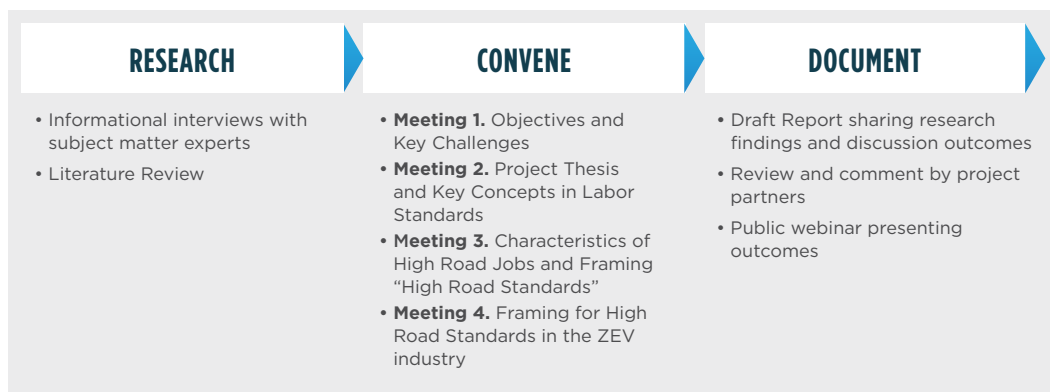 RESEARCH
• Informational interviews with
subject matter experts
• Literature Review
CONVENE
• Meeting 1. Objectives and
Key Challenges
• Meeting 2. Project Thesis
and Key Concepts in Labor
Standards
• Meeting 3. Characteristics of
High Road Jobs and Framing
“High Road Standards”
• Meeting 4. Framing for High
Road Standards in the ZEV
industry
DOCUMENT
• Draft Report sharing research
findings and discussion outcomes
• Review and comment by project
partners
• Public webinar presenting
outcomes